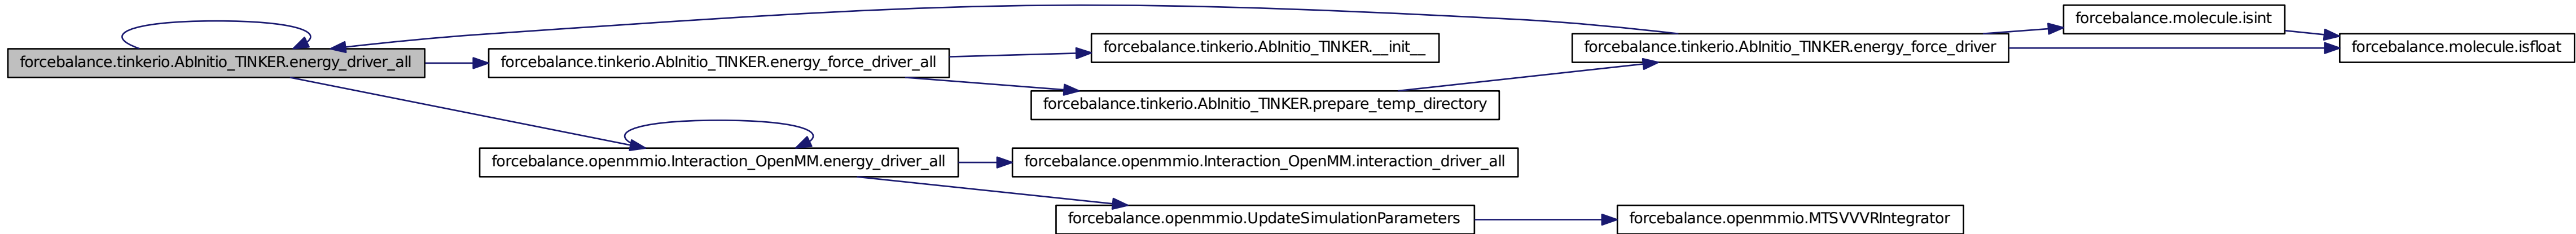 forcebalance.tinkerio.AbInitio_TINKER.energy_driver_all
forcebalance.tinkerio.AbInitio_TINKER.energy_force_driver_all
forcebalance.tinkerio.AbInitio_TINKER.__init__
forcebalance.tinkerio.AbInitio_TINKER.prepare_temp_directory
forcebalance.tinkerio.AbInitio_TINKER.energy_force_driver
forcebalance.molecule.isint
forcebalance.molecule.isfloat
forcebalance.openmmio.Interaction_OpenMM.energy_driver_all
forcebalance.openmmio.Interaction_OpenMM.interaction_driver_all
forcebalance.openmmio.UpdateSimulationParameters
forcebalance.openmmio.MTSVVVRIntegrator